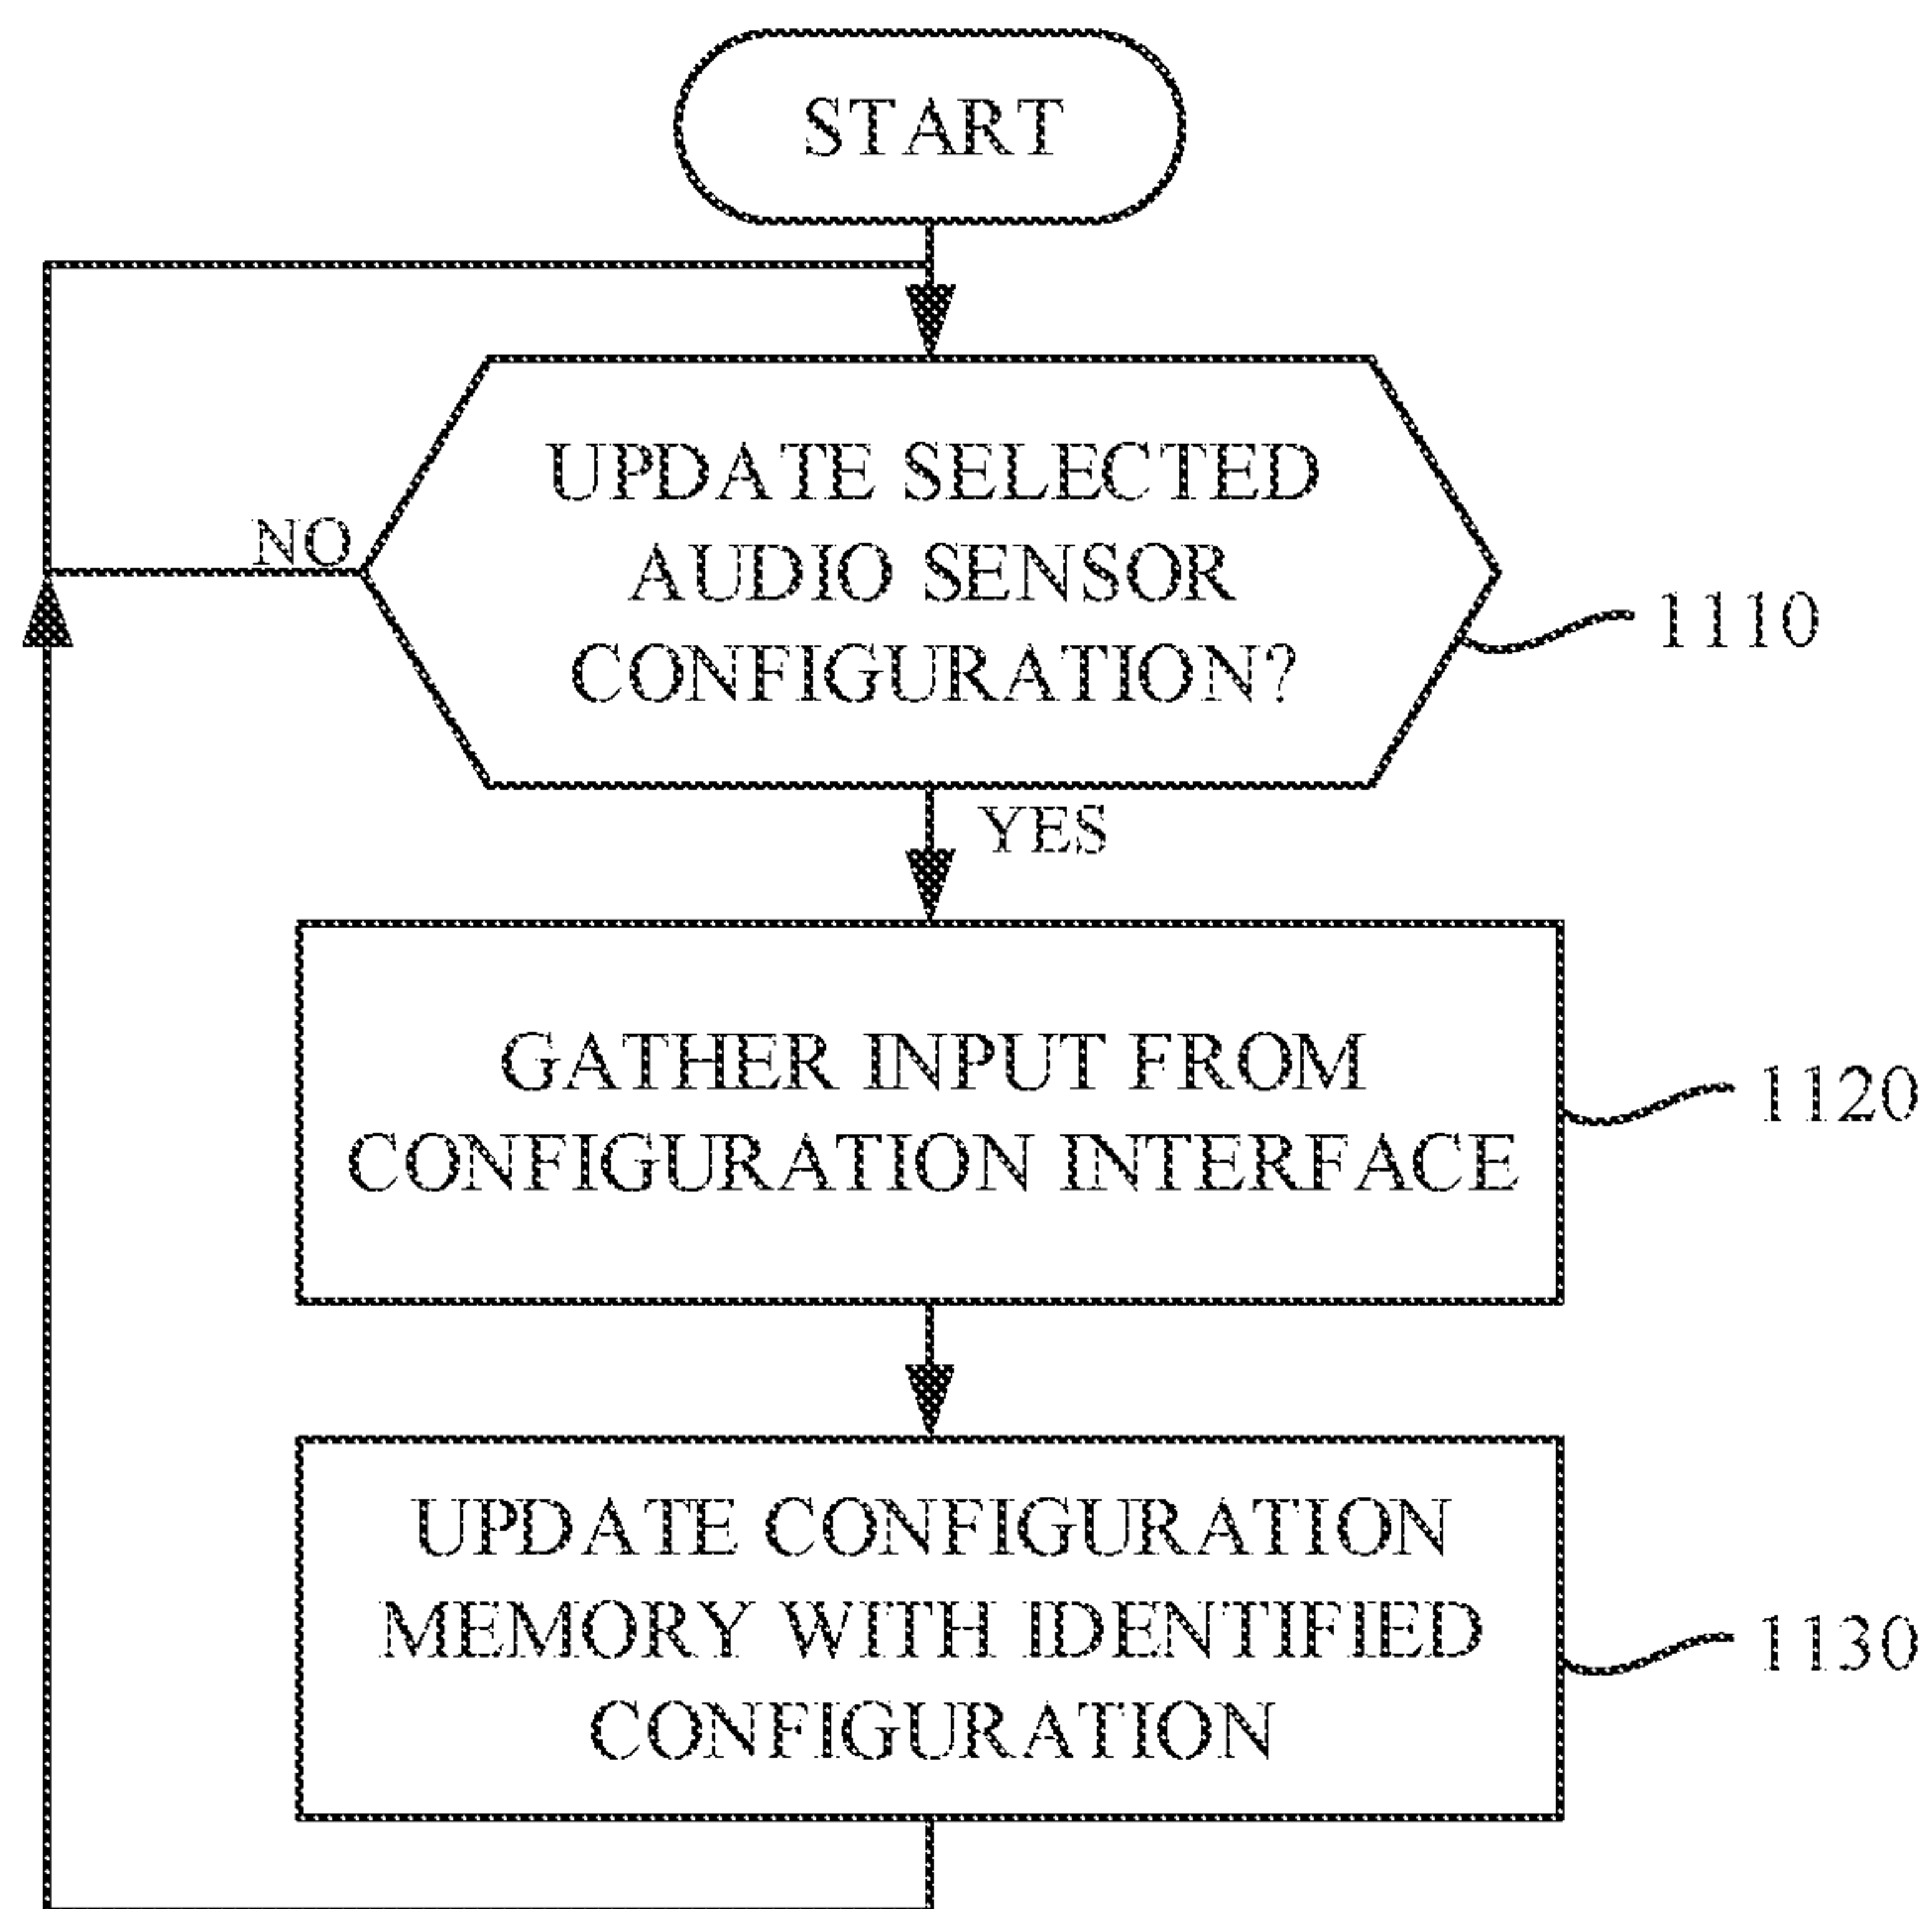 START
UPDATE SELECTED
AUDIO SENSOR
CONFIGURATION?
NO
1110
YES
GATHER INPUT FROM
CONFIGURATION INTERFACE
1120
UPDATE CONFIGURATION
MEMORY WITH IDENTIFIED
CONFIGURATION
1130